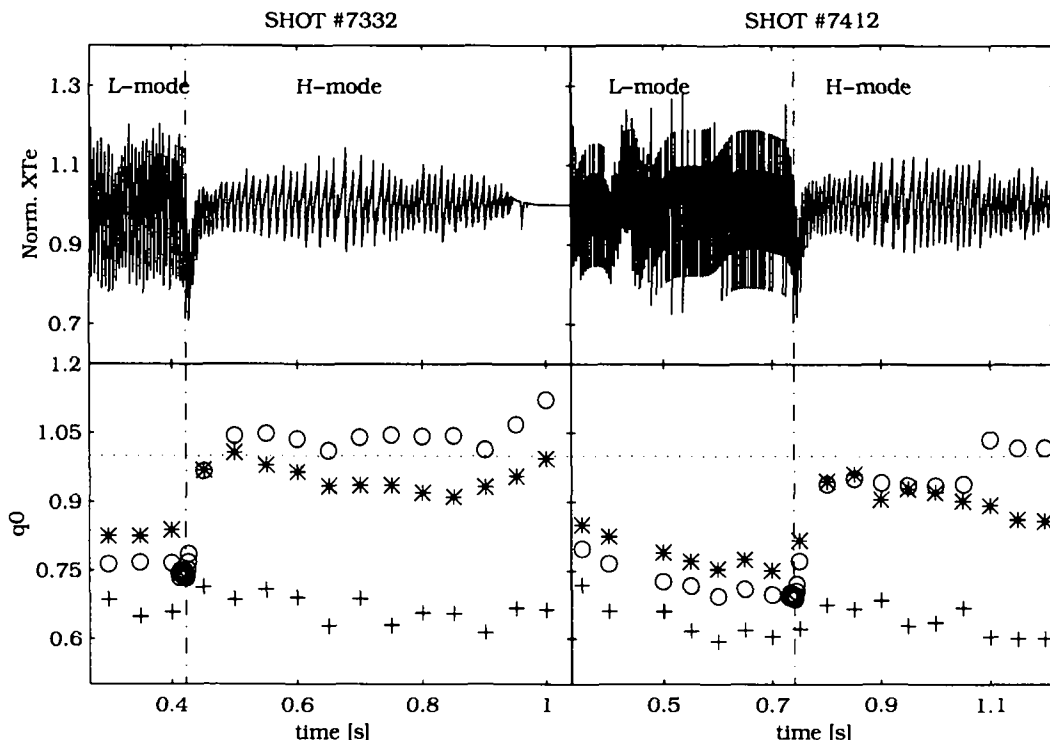 SHOT #7332
SHOT #7412
L-mode
H-mode
L-mode
H-mode
Norm. XTe
1.3
1.1
0.9
0.7
1.2
1.05
0.9
0.75
0.6
q0
0.4
0.6
0.8
1
0.5
0.7
0.9
1.1
time [s]
time [s]